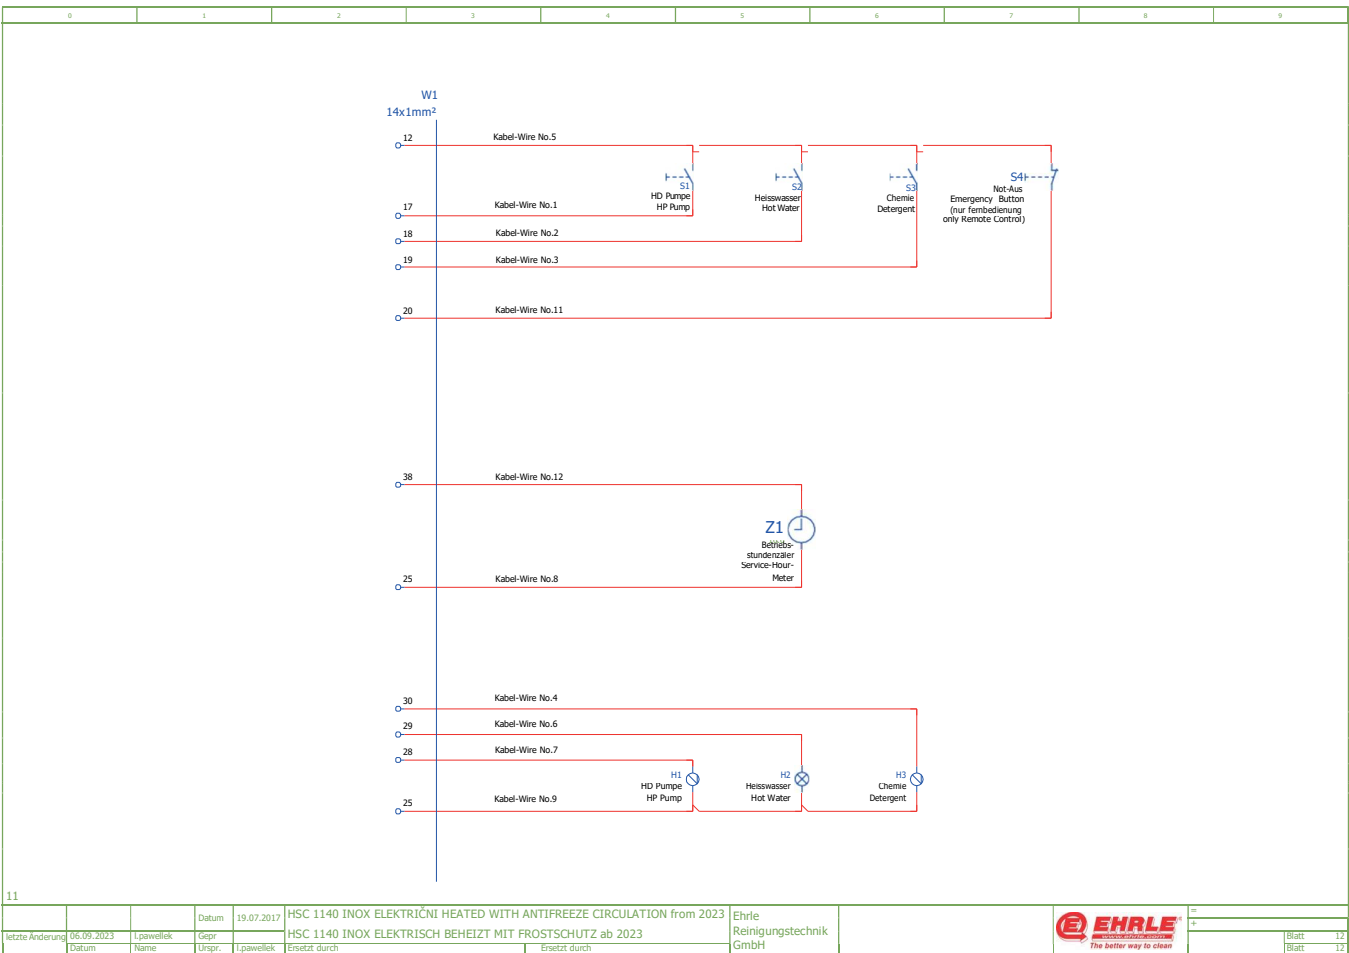 0 1 2 3 4 5 6 7 8 9
W1
14x1mm²
12 Kabel-Wire No.5
S1
HD Pumpe
HP Pump
S2
Heisswasser
Hot Water
S3
Chemie
Detergent
S4
Not-Aus
Emergency Button
(nur fernbedienung
only Remote Control)
17 Kabel-Wire No.1
18 Kabel-Wire No.2
19 Kabel-Wire No.3
20 Kabel-Wire No.11
38 Kabel-Wire No.12
Z1
Betriebs-
stundenzäler
Service-Hour-
Meter
25 Kabel-Wire No.8
30 Kabel-Wire No.4
29 Kabel-Wire No.6
28 Kabel-Wire No.7
H1
HD Pumpe
HP Pump
H2
Heisswasser
Hot Water
H3
Chemie
Detergent
25 Kabel-Wire No.9
11
Datum 19.07.2017 HSC 1140 INOX ELEKTRIČNI HEATED WITH ANTIFREEZE CIRCULATION from 2023
letzte Änderung 06.09.2023 I.pawellek Gepr HSC 1140 INOX ELEKTRISCH BEHEIZT MIT FROSTSCHUTZ ab 2023
Datum Name Urspr. I.pawellek Ersetzt durch Ersetzt durch
Ehrle
Reinigungstechnik
GmbH
EHRLE
www.ehrle.com
The better way to clean
=
+
Blatt 12
Blatt 12